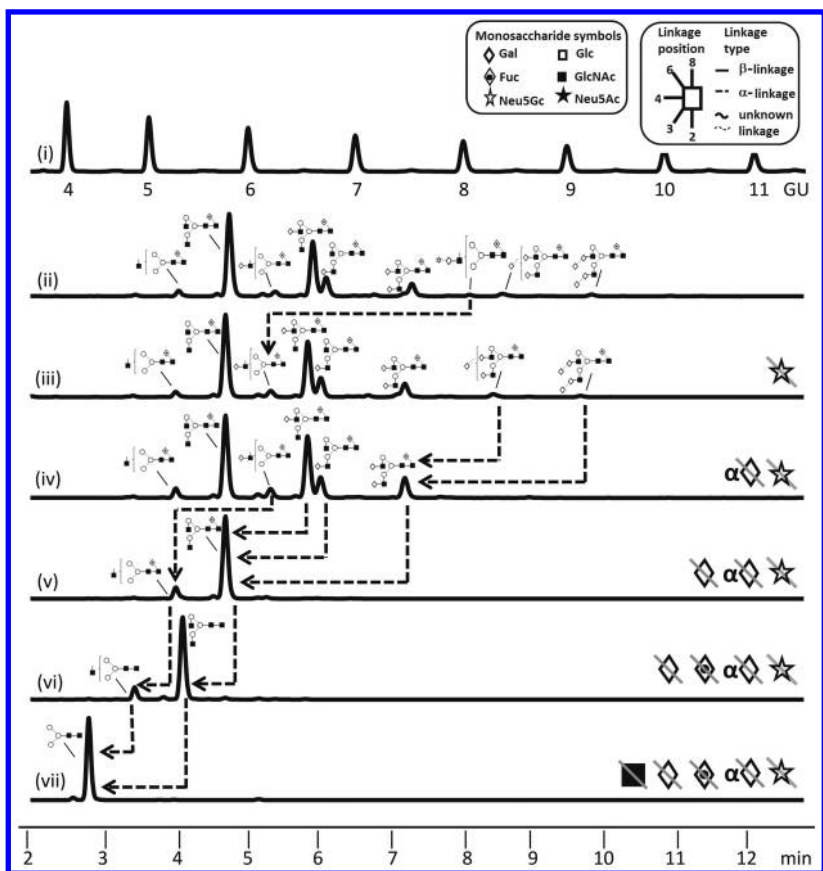 Monosaccharide symbols
Gal Glc
Fuc GlcNAc
Neu5Gc Neu5Ac
Linkage position Linkage type
8
6
4
3
2
β-linkage
α-linkage
unknown linkage
(i)
4 5 6 7 8 9 10 11 GU
(ii)
(iii)
(iv)
α
(v)
α
(vi)
α
(vii)
α
2 3 4 5 6 7 8 9 10 11 12 min